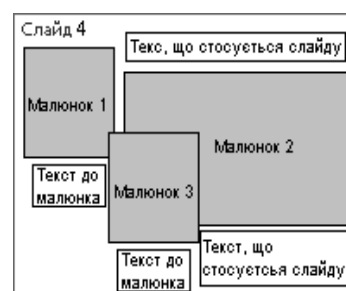 Слайд 4
Текс, що стосується слайду
Малюнок 1
Малюнок 2
Текст до
малюнка
Малюнок 3
Текст, що
стосуєтсья слайду
Текст до
малюнка